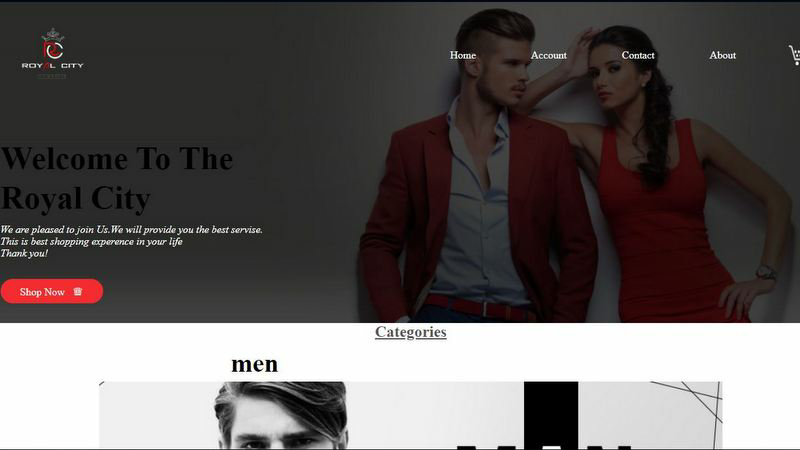 ROYAL CITY
Home
Account
Contact
About
Welcome To The
Royal City
We are pleased to join Us.We will provide you the best servise.
This is best shopping experence in your life
Thank you!
Shop Now
Categories
men